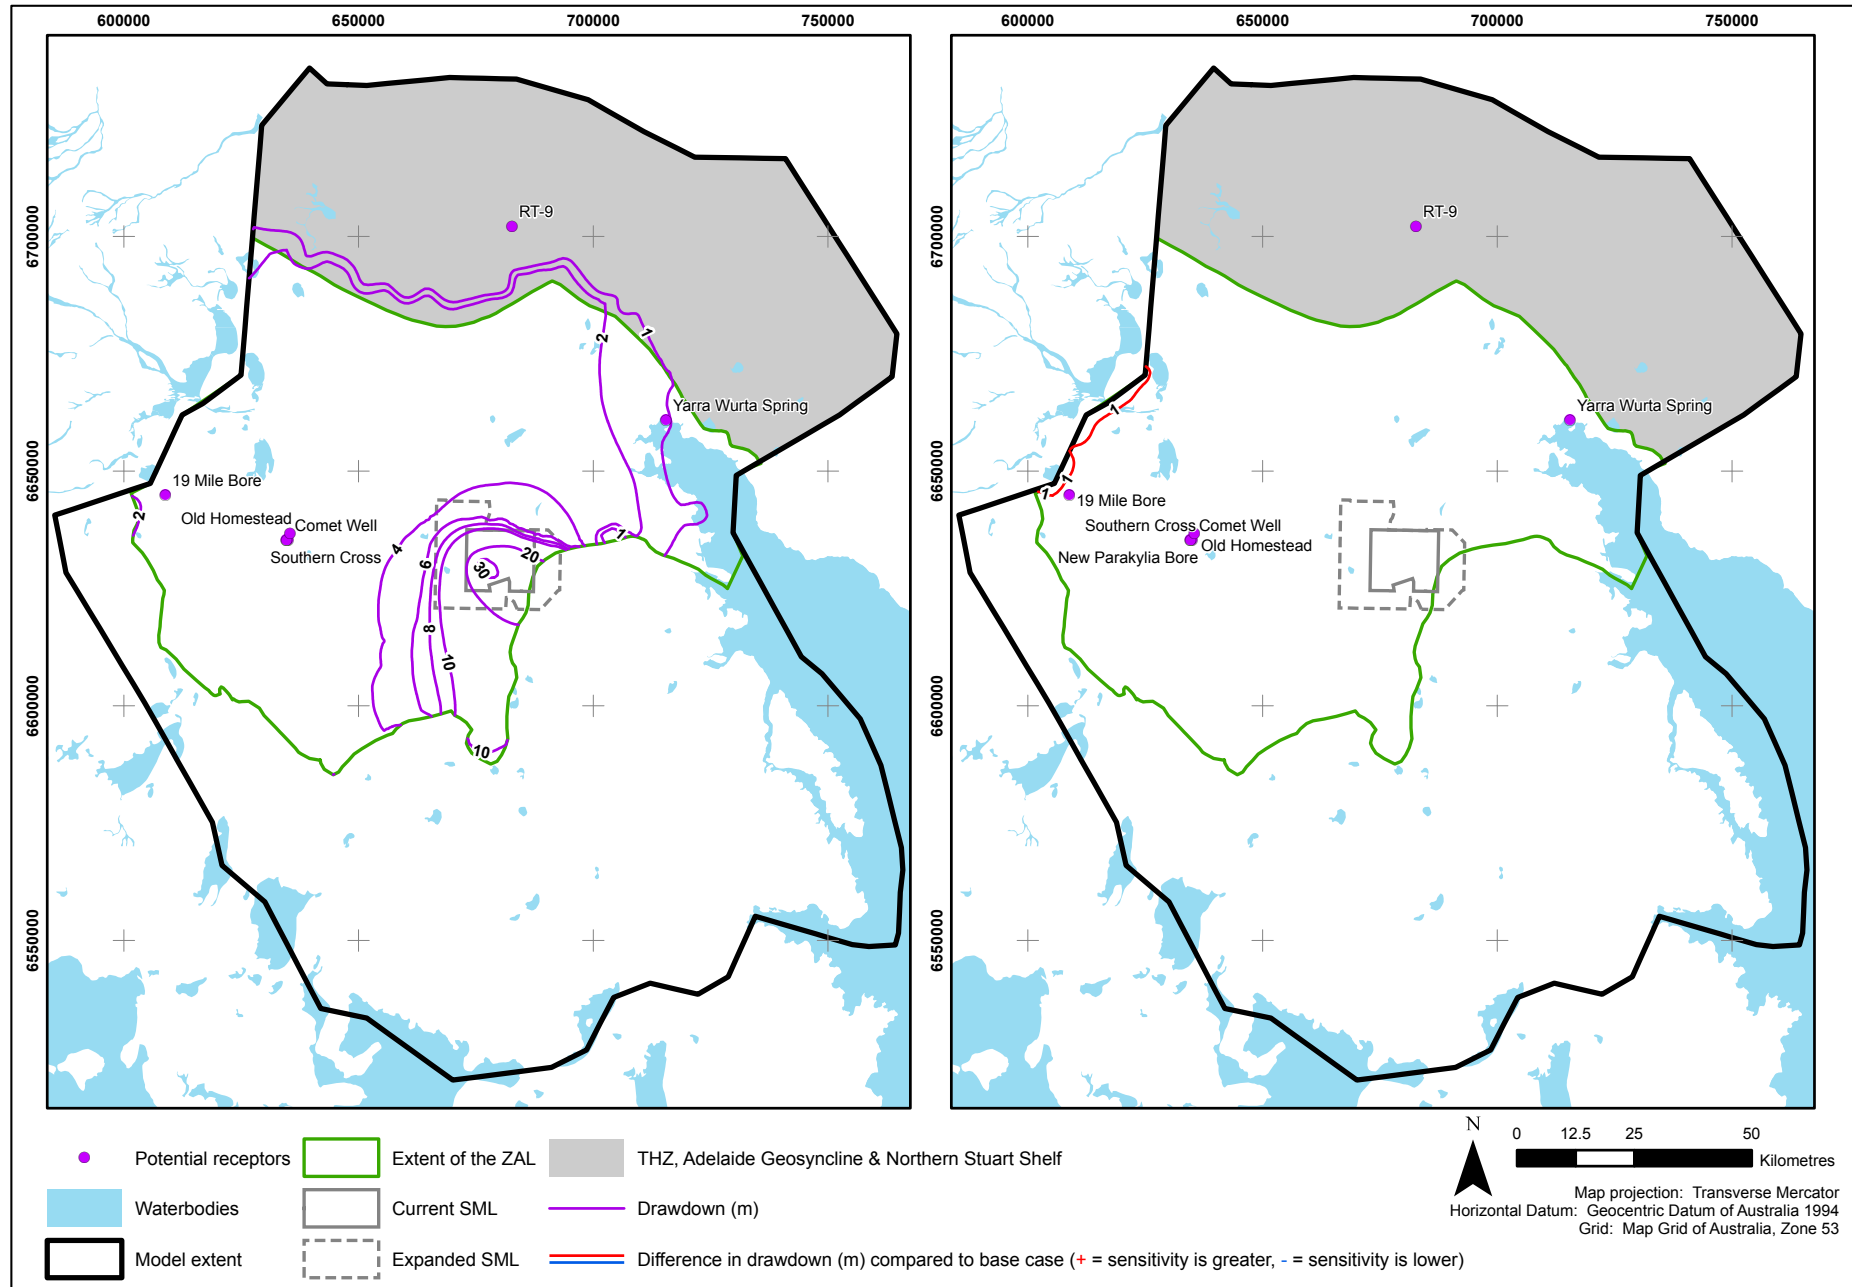 600000 650000 700000 750000 600000 650000 700000 750000
6700000
6650000
6600000
6550000
RT-9
Yarra Wurta Spring
19 Mile Bore
Old Homestead
Comet Well
Southern Cross
1
2
2
4
6
8
10
20
30
1
10
6700000
6650000
6600000
6550000
RT-9
Yarra Wurta Spring
19 Mile Bore
Southern Cross
Comet Well
Old Homestead
New Parakylia Bore
1
1
1
Potential receptors
Waterbodies
Model extent
Extent of the ZAL
Current SML
Expanded SML
THZ, Adelaide Geosyncline & Northern Stuart Shelf
Drawdown (m)
Difference in drawdown (m) compared to base case (+ = sensitivity is greater, - = sensitivity is lower)
N
0 12.5 25 50
Kilometres
Map projection: Transverse Mercator
Horizontal Datum: Geocentric Datum of Australia 1994
Grid: Map Grid of Australia, Zone 53